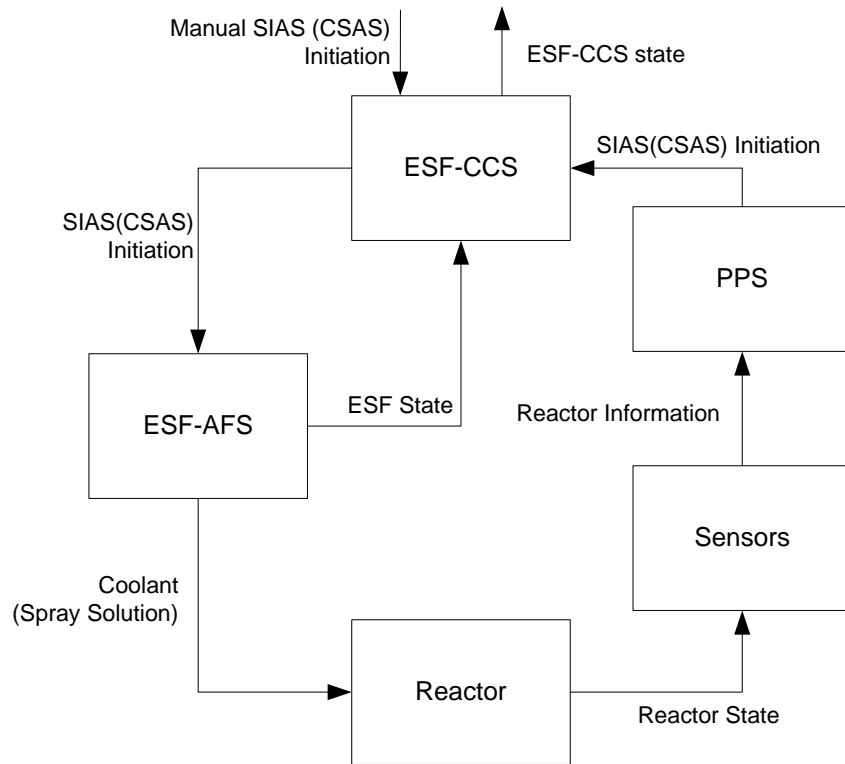 Manual SIAS (CSAS)
Initiation
ESF-CCS state
ESF-CCS
SIAS(CSAS) Initiation
SIAS(CSAS)
Initiation
PPS
ESF-AFS
ESF State
Reactor Information
Sensors
Coolant
(Spray Solution)
Reactor
Reactor State